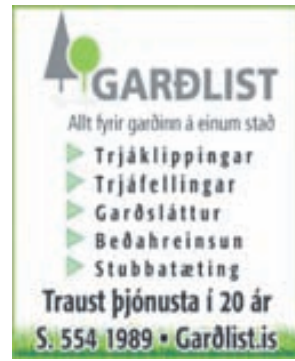 GARÐLIST
Allt fyrir garðinn á einum stað
Trjáklippingar
Trjáfellingar
Garðsláttur
Beðahreinsun
Stubbatæting
Traust þjónusta í 20 ár
S. 554 1989 • Garðlist.is